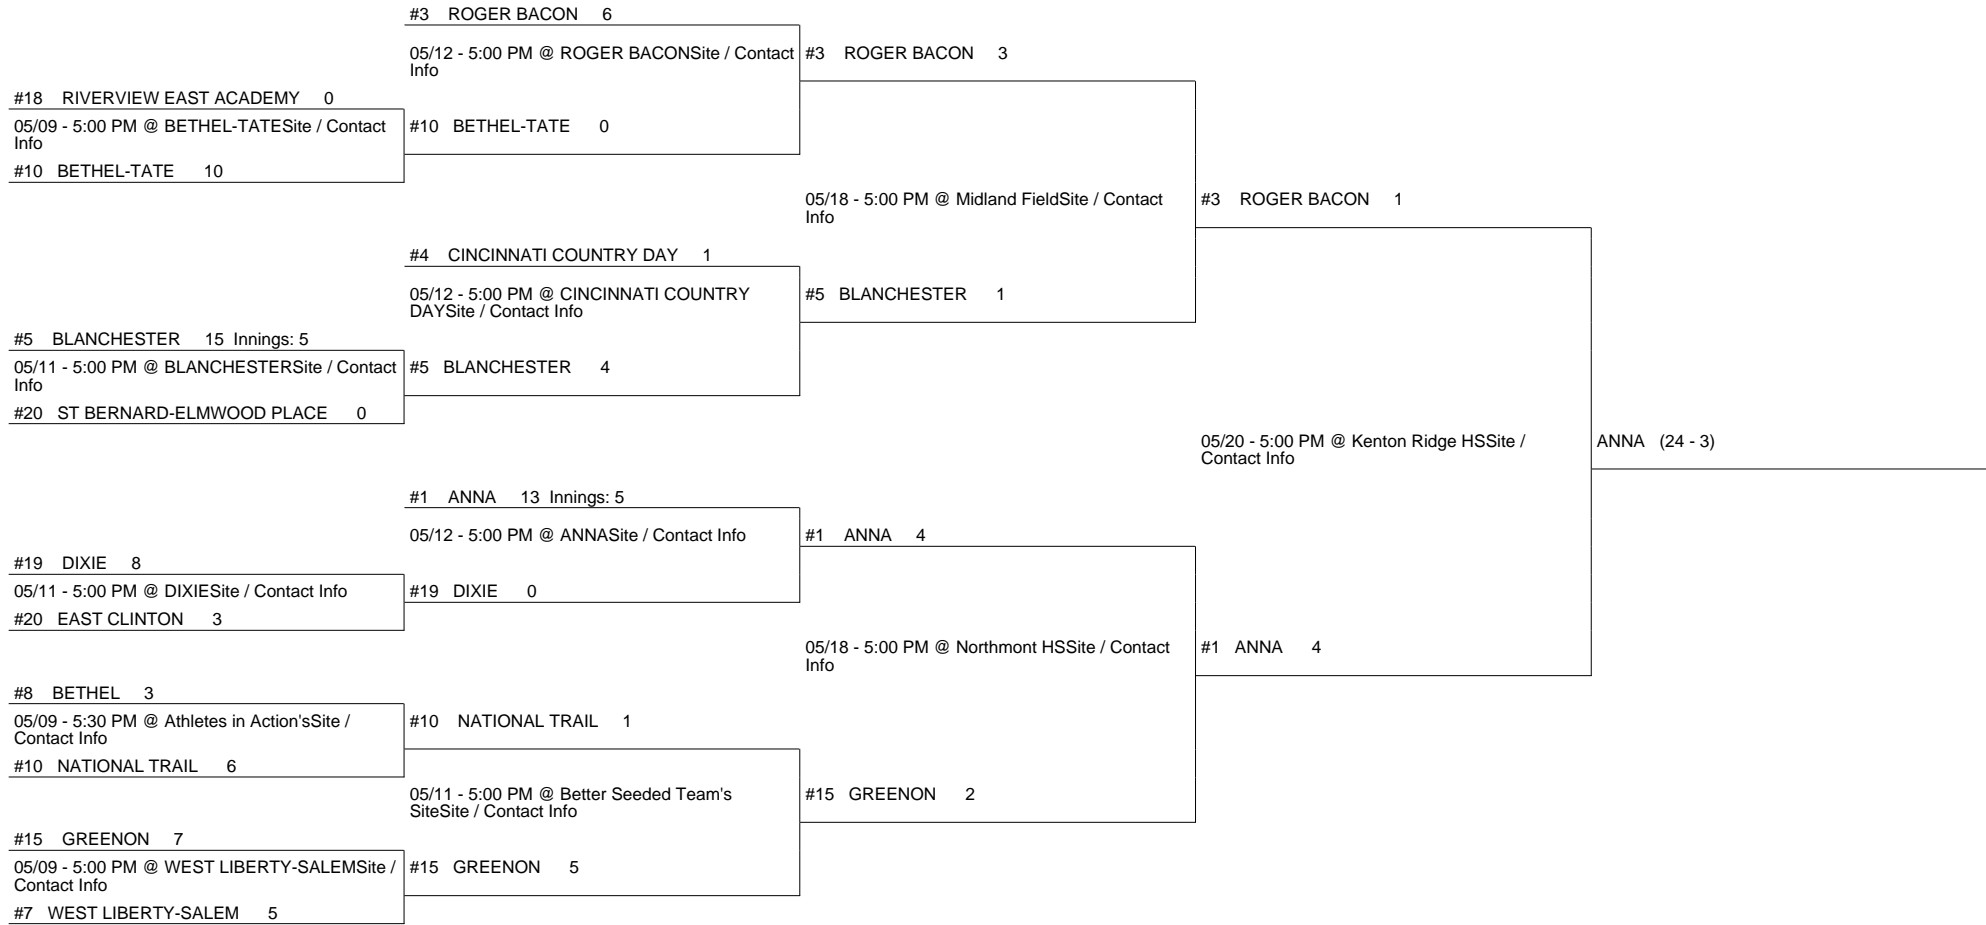 #3 ROGER BACON 6
05/12 - 5:00 PM @ ROGER BACONSite / Contact
Info
#3 ROGER BACON 3
#18 RIVERVIEW EAST ACADEMY 0
05/09 - 5:00 PM @ BETHEL-TATESite / Contact
Info
#10 BETHEL-TATE 0
#10 BETHEL-TATE 10
05/18 - 5:00 PM @ Midland FieldSite / Contact
Info
#3 ROGER BACON 1
#4 CINCINNATI COUNTRY DAY 1
05/12 - 5:00 PM @ CINCINNATI COUNTRY
DAYSite / Contact Info
#5 BLANCHESTER 1
#5 BLANCHESTER 15 Innings: 5
05/11 - 5:00 PM @ BLANCHESTERSite / Contact
Info
#5 BLANCHESTER 4
#20 ST BERNARD-ELMWOOD PLACE 0
05/20 - 5:00 PM @ Kenton Ridge HSSite /
Contact Info
ANNA (24 - 3)
#1 ANNA 13 Innings: 5
05/12 - 5:00 PM @ ANNASite / Contact Info
#1 ANNA 4
#19 DIXIE 8
05/11 - 5:00 PM @ DIXIESite / Contact Info
#19 DIXIE 0
#20 EAST CLINTON 3
05/18 - 5:00 PM @ Northmont HSSite / Contact
Info
#1 ANNA 4
#8 BETHEL 3
05/09 - 5:30 PM @ Athletes in Action'sSite /
Contact Info
#10 NATIONAL TRAIL 1
#10 NATIONAL TRAIL 6
05/11 - 5:00 PM @ Better Seeded Team's
SiteSite / Contact Info
#15 GREENON 2
#15 GREENON 7
05/09 - 5:00 PM @ WEST LIBERTY-SALEMSite /
Contact Info
#15 GREENON 5
#7 WEST LIBERTY-SALEM 5